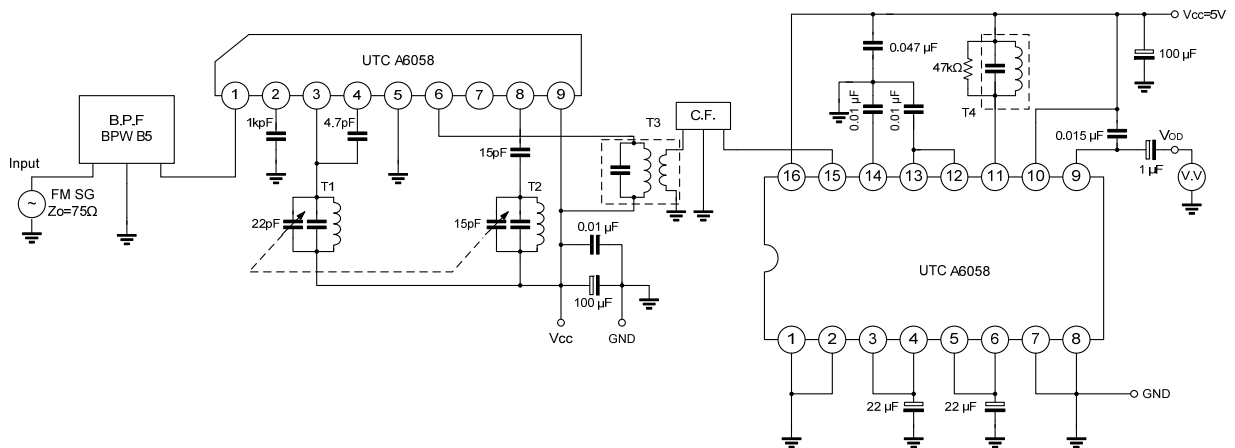 UTC A6058
1
2
3
4
5
6
7
8
9
B.P.F
BPW B5
Input
~
FM SG
Zo=75Ω
1kpF
4.7pF
15pF
T1
22pF
T2
15pF
T3
C.F.
0.01 µF
100 µF
Vcc
GND
Vcc=5V
0.047 µF
100 µF
47kΩ
T4
0.01 µF
0.01 µF
0.015 µF
VOD
1 µF
V.V
16
15
14
13
12
11
10
9
UTC A6058
1
2
3
4
5
6
7
8
22 µF
22 µF
GND